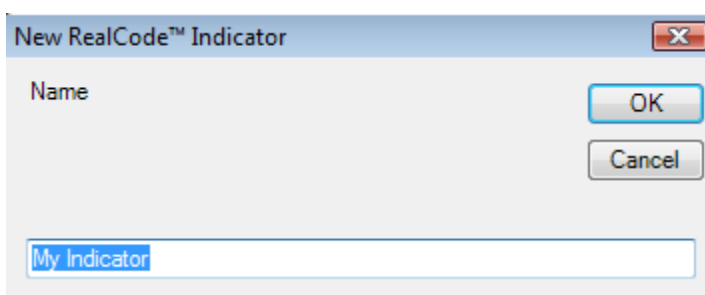 New RealCode™ Indicator
Name
OK
Cancel
My Indicator